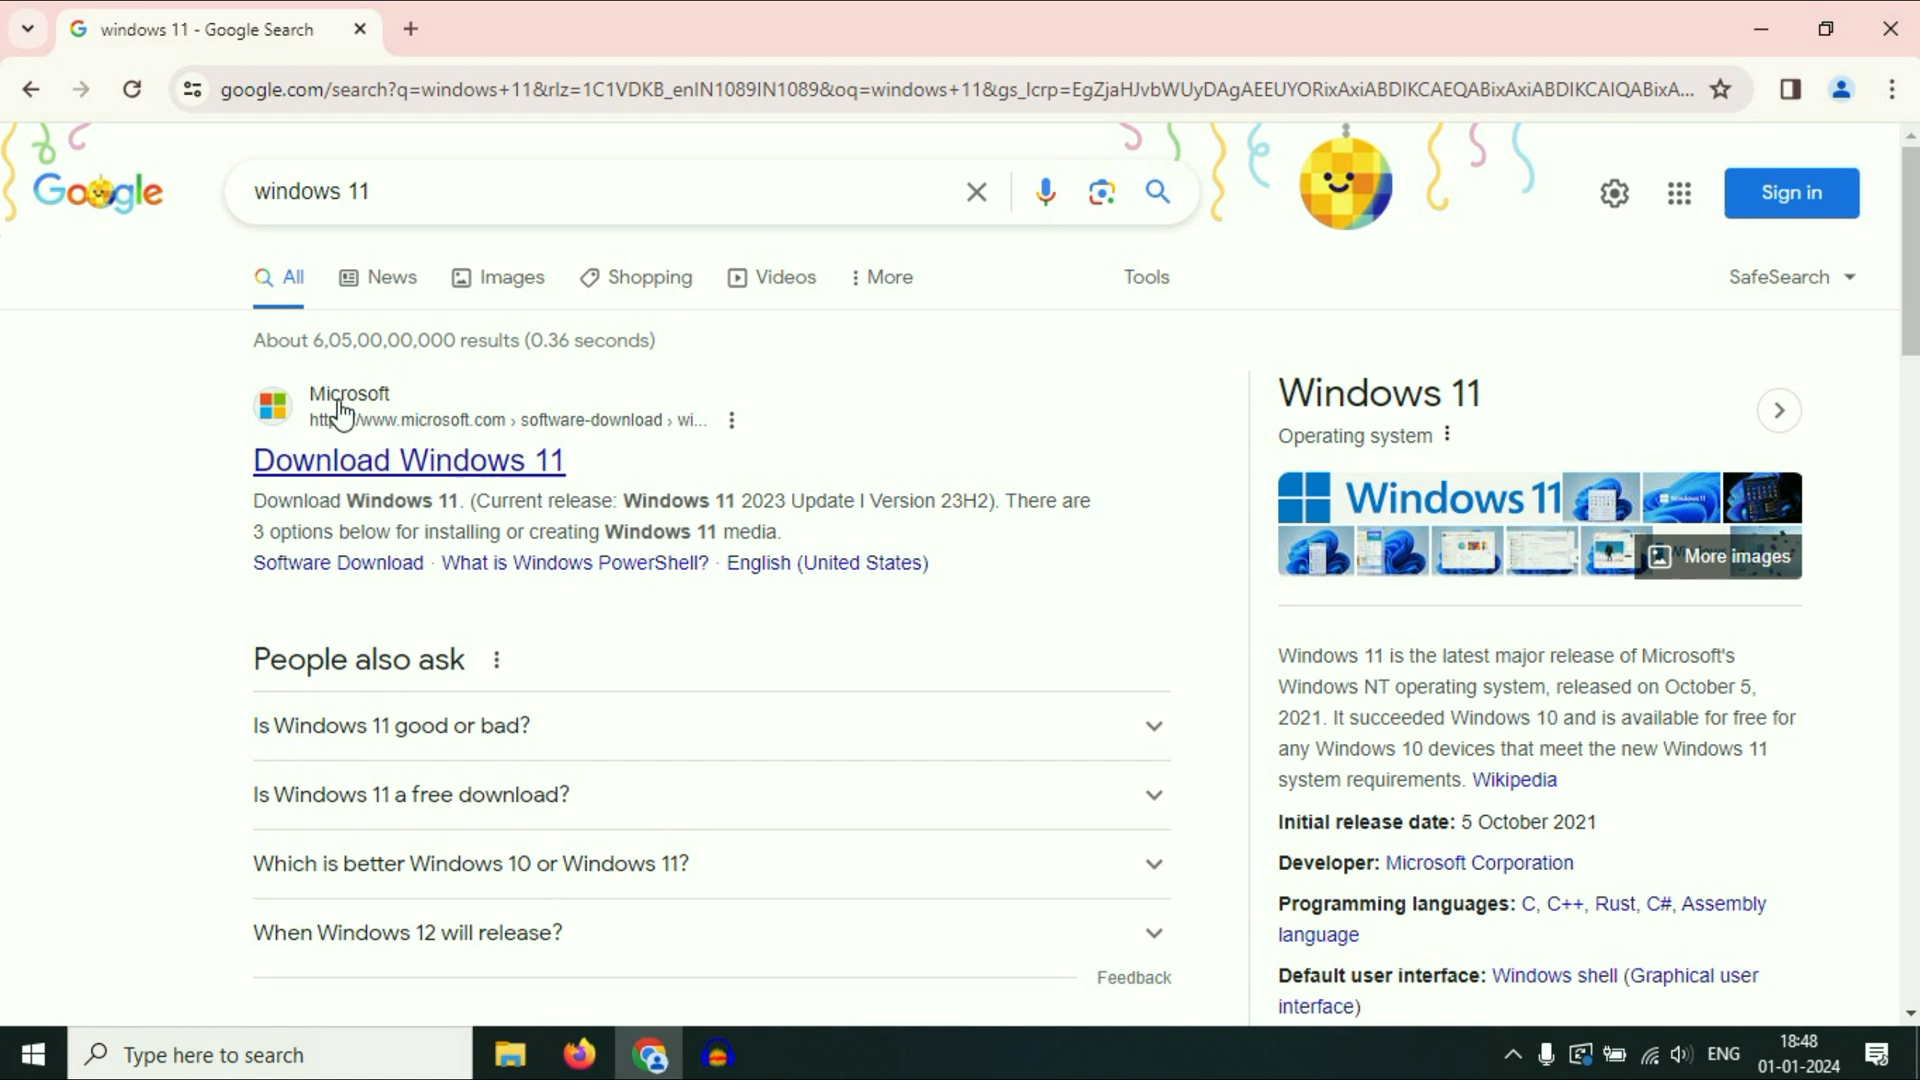 windows 11 - Google Search
google.com/search?q=windows+11&rlz=1C1VDKB_enIN1089IN1089&oq=windows+11&gs_lcrp=EgZjaHJvbWUyDAgAEEUYORixAxiABDIKCAEQABixAxiABDIKCAIQABixA...
Google
windows 11
Sign in
All News Images Shopping Videos More Tools SafeSearch
About 6,05,00,00,000 results (0.36 seconds)
Microsoft
www.microsoft.com › software-download › wi...
Download Windows 11
Download Windows 11. (Current release: Windows 11 2023 Update l Version 23H2). There are
3 options below for installing or creating Windows 11 media.
Software Download · What is Windows PowerShell? · English (United States)
People also ask
Is Windows 11 good or bad?
Is Windows 11 a free download?
Which is better Windows 10 or Windows 11?
When Windows 12 will release?
Feedback
Windows 11
Operating system
Windows 11
More images
Windows 11 is the latest major release of Microsoft's
Windows NT operating system, released on October 5,
2021. It succeeded Windows 10 and is available for free for
any Windows 10 devices that meet the new Windows 11
system requirements. Wikipedia
Initial release date: 5 October 2021
Developer: Microsoft Corporation
Programming languages: C, C++, Rust, C#, Assembly
language
Default user interface: Windows shell (Graphical user
interface)
Type here to search
ENG
18:48
01-01-2024